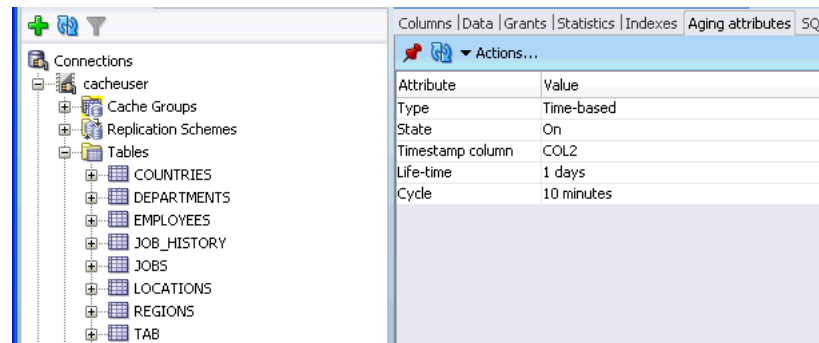 Connections
cacheuser
Cache Groups
Replication Schemes
Tables
COUNTRIES
DEPARTMENTS
EMPLOYEES
JOB_HISTORY
JOBS
LOCATIONS
REGIONS
TAB
Columns |Data |Grants |Statistics |Indexes |Aging attributes |SQ
Actions...
Attribute Value
Type Time-based
State On
Timestamp column COL2
Life-time 1 days
Cycle 10 minutes